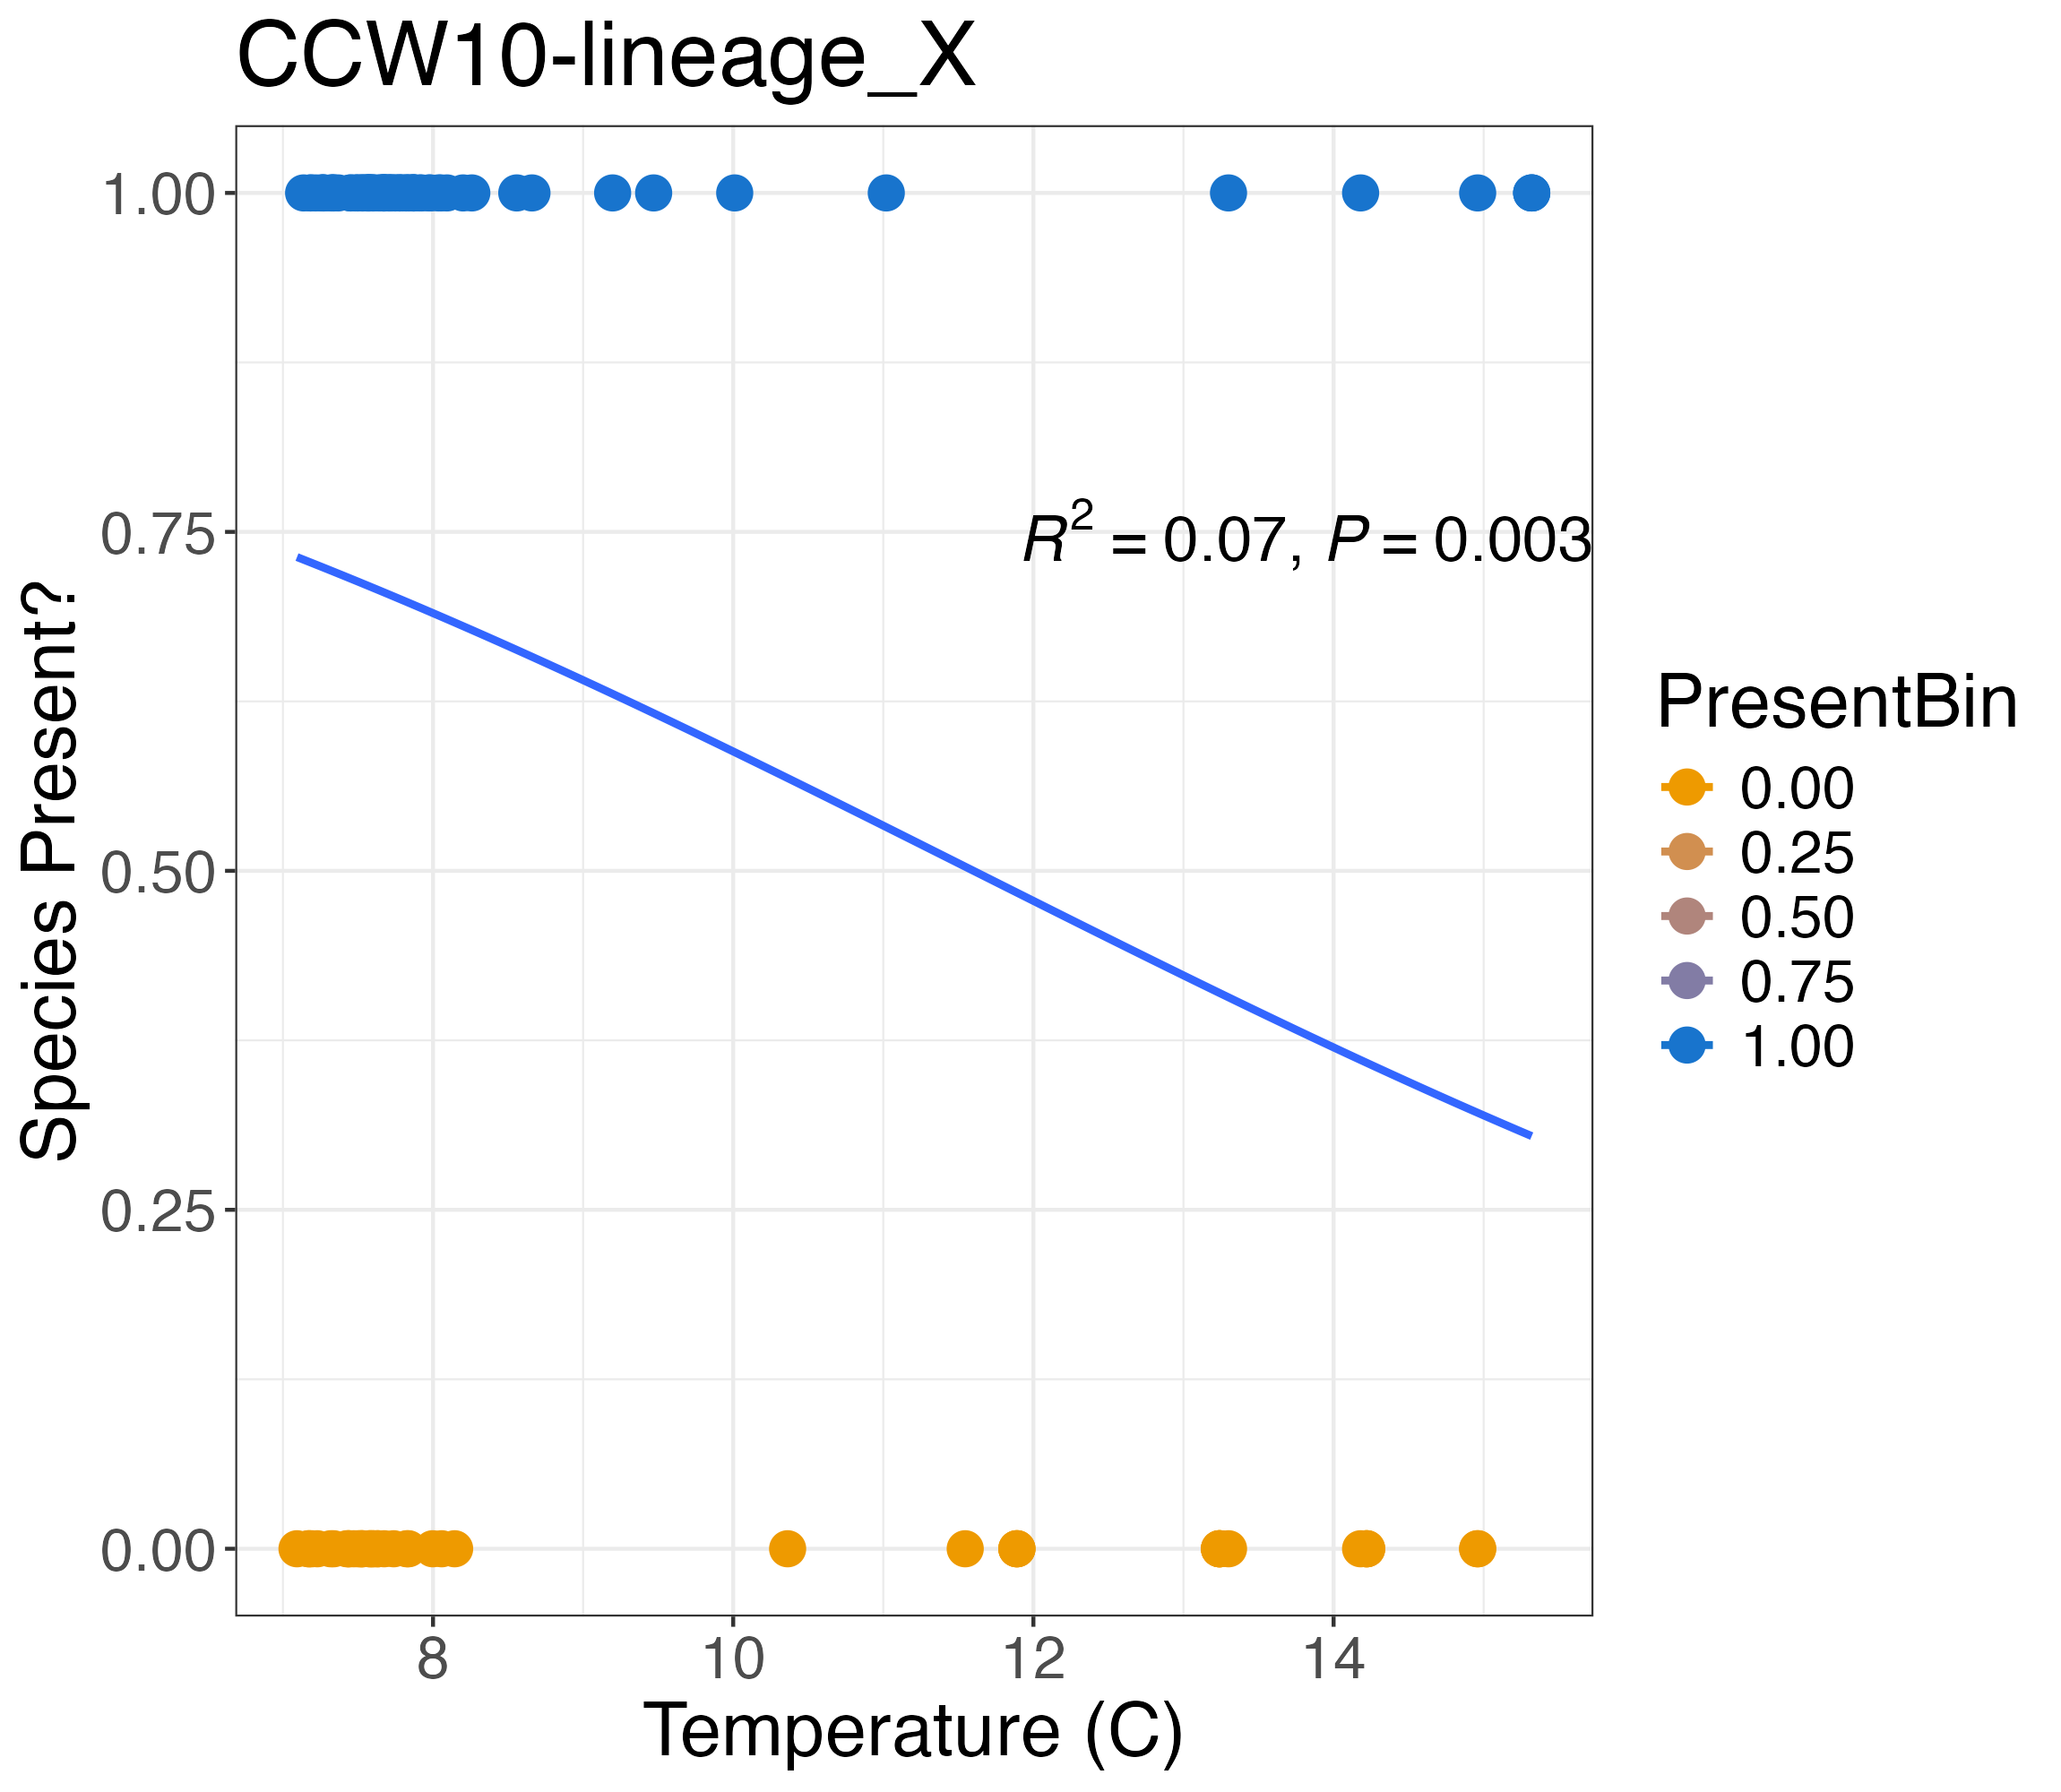 CCW10-lineage_X
1.00
0.75
0.50
0.25
0.00
Species Present?
R² = 0.07, P = 0.003
8 10 12 14
Temperature (C)
PresentBin
0.00
0.25
0.50
0.75
1.00